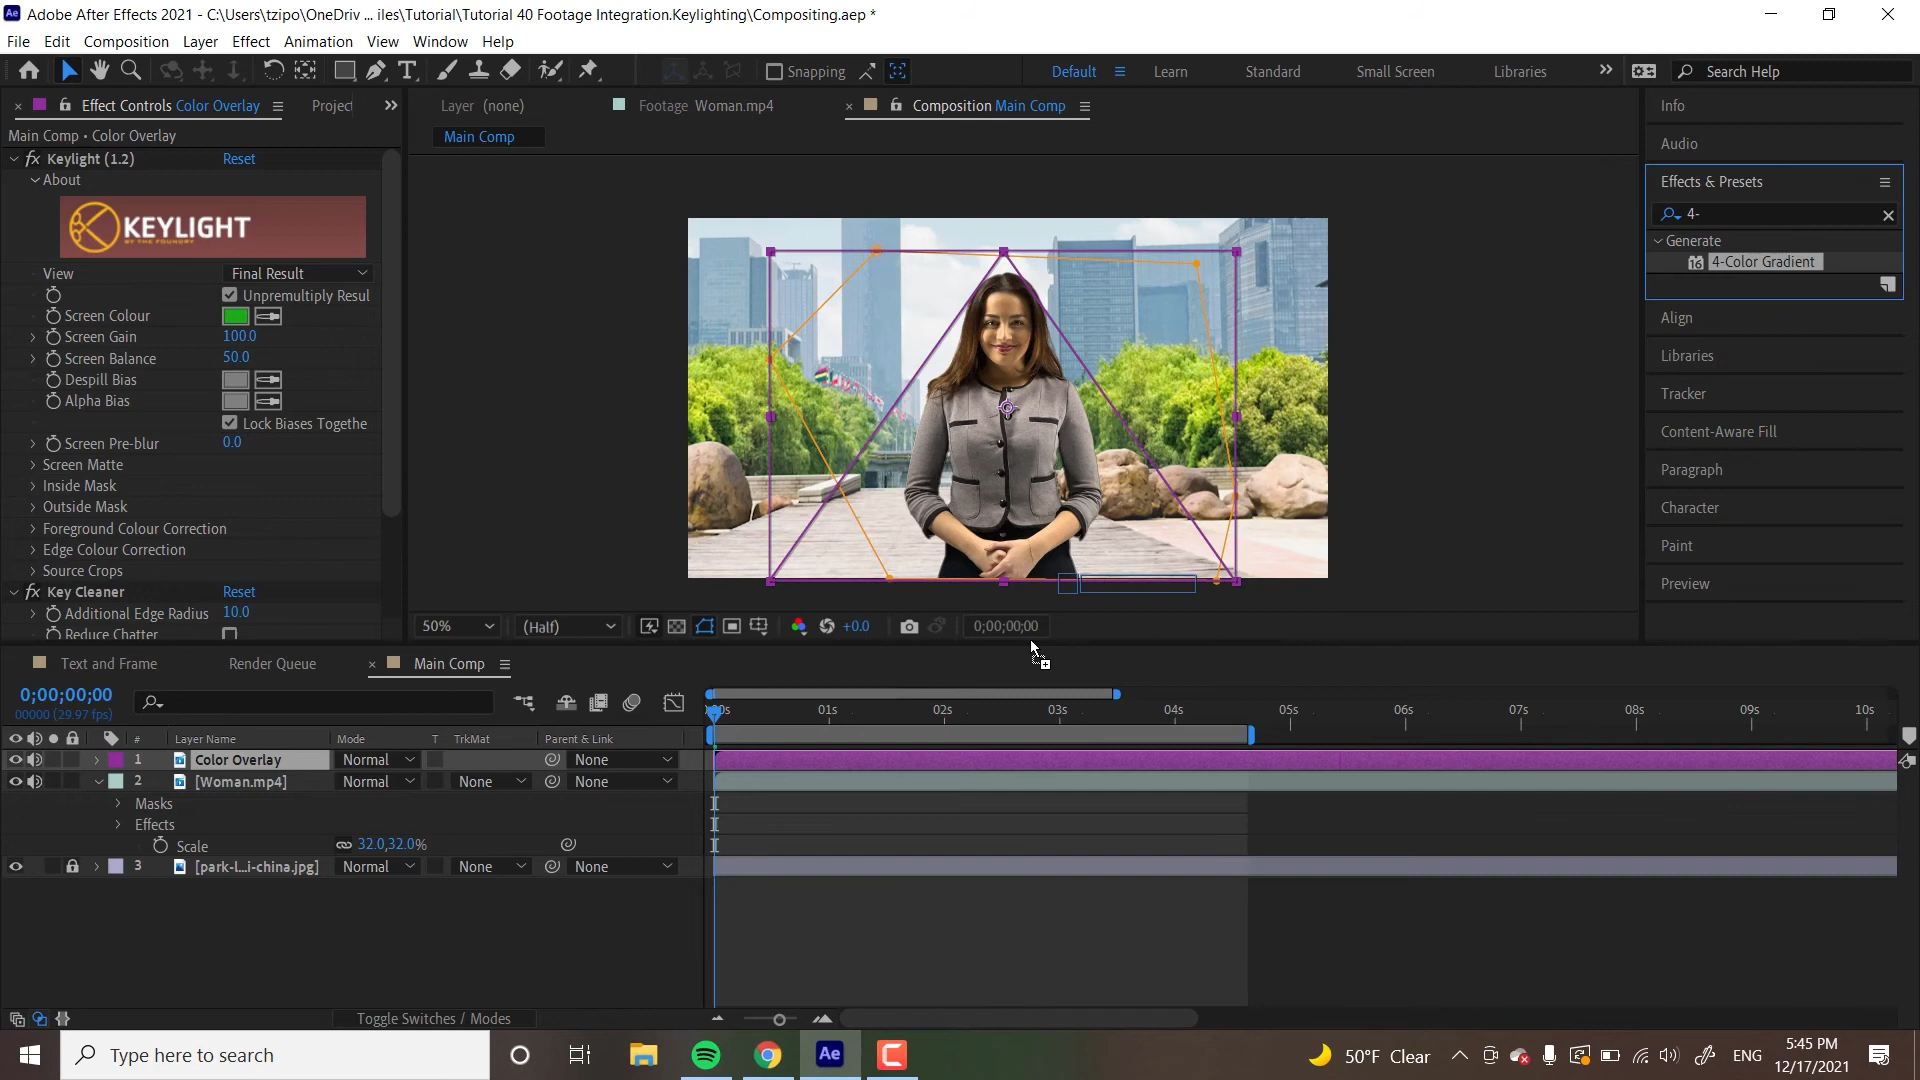 Adobe After Effects 2021 - C:\Users\tzipo\OneDriv ... iles\Tutorial\Tutorial 40 Footage Integration.Keylighting\Compositing.aep *
File Edit Composition Layer Effect Animation View Window Help
Snapping Default Learn Standard Small Screen Libraries Search Help
Effect Controls Color Overlay Project Layer (none) Footage Woman.mp4 Composition Main Comp Info
Main Comp • Color Overlay
Main Comp
Audio
Keylight (1.2) Reset
About
KEYLIGHT
BY THE FOUNDRY
View Final Result
Unpremultiply Resul
Screen Colour
Screen Gain 100.0
Screen Balance 50.0
Despill Bias
Alpha Bias
Lock Biases Togethe
Screen Pre-blur 0.0
Screen Matte
Inside Mask
Outside Mask
Foreground Colour Correction
Edge Colour Correction
Source Crops
Key Cleaner Reset
Additional Edge Radius 10.0
Reduce Chatter
Effects & Presets
4-
Generate
16 4-Color Gradient
Align
Libraries
Tracker
Content-Aware Fill
Paragraph
Character
Paint
Preview
50% (Half) +0.0 0;00;00;00
Text and Frame Render Queue Main Comp
0;00;00;00
00000 (29.97 fps)
00s 01s 02s 03s 04s 05s 06s 07s 08s 09s 10s
# Layer Name Mode T TrkMat Parent & Link
1 Color Overlay Normal None
2 [Woman.mp4] Normal None None
Masks
Effects
Scale 32.0,32.0%
3 [park-l...i-china.jpg] Normal None None
Toggle Switches / Modes
Type here to search Ae 50°F Clear ENG 5:45 PM
12/17/2021